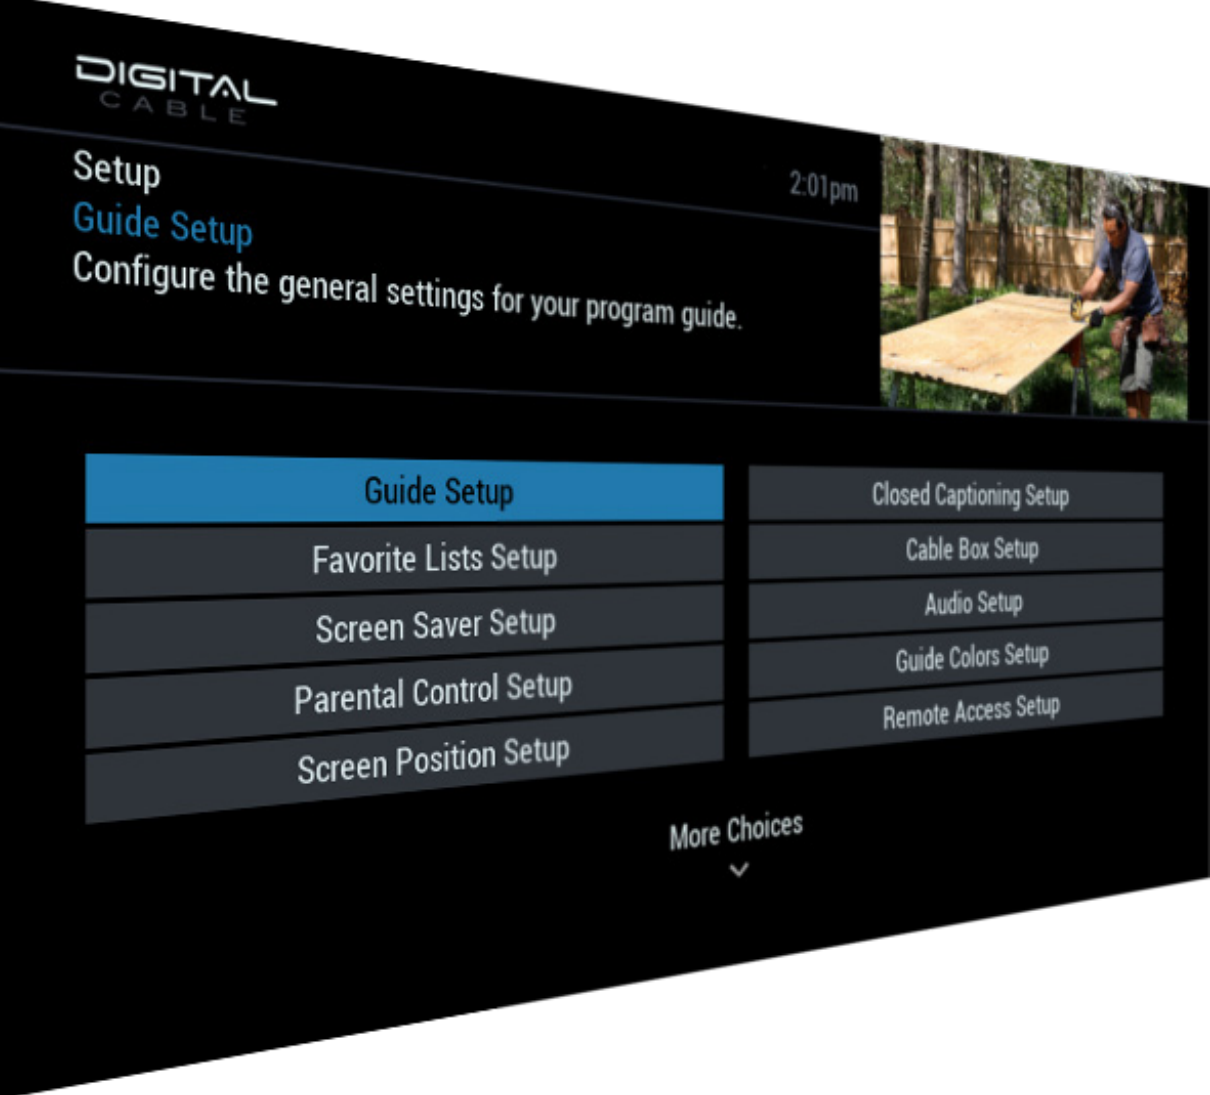 DIGITAL
CABLE
2:01pm
Setup
Guide Setup
Configure the general settings for your program guide.
Guide Setup
Favorite Lists Setup
Screen Saver Setup
Parental Control Setup
Screen Position Setup
Closed Captioning Setup
Cable Box Setup
Audio Setup
Guide Colors Setup
Remote Access Setup
More Choices